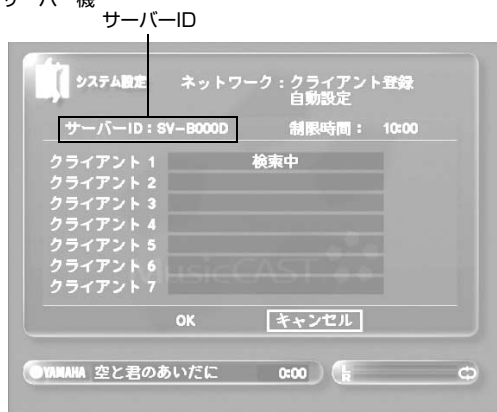 サーバー機
サーバーID
システム設定
ネットワーク：クライアント登録
自動設定
サーバーID：SV-B000D
制限時間： 10:00
クライアント 1 検索中
クライアント 2
クライアント 3
クライアント 4
クライアント 5
クライアント 6
クライアント 7
MusicCAST
OK キャンセル
YAMAHA 空と君のあいだに 0:00 L
R